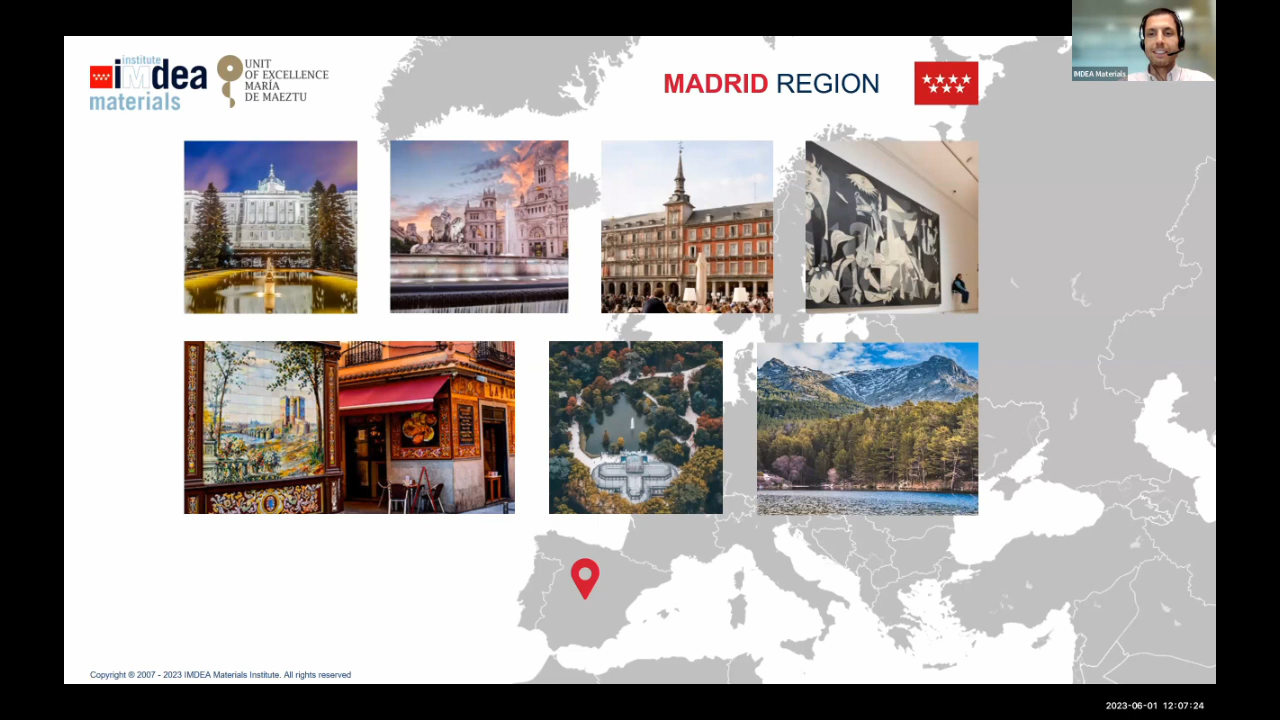 institute
iMdea
materials
UNIT
OF EXCELLENCE
MARÍA
DE MAEZTU
MADRID REGION
IMDEA Materials
Copyright ® 2007 - 2023 IMDEA Materials Institute. All rights reserved
2023-06-01 12:07:24